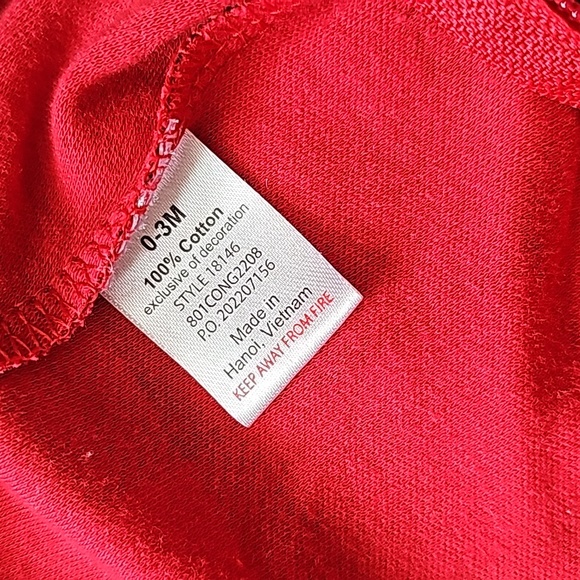 0-3M
100% Cotton
exclusive of decoration
STYLE 18146
801CONG2208
P.O. 202207156
Made in
Hanoi, Vietnam
KEEP AWAY FROM FIRE